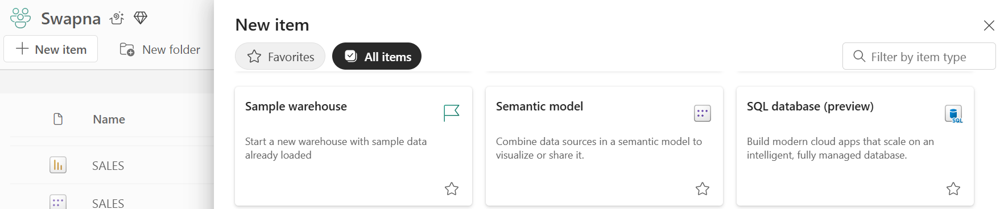 Swapna
New item
New folder
Name
SALES
SALES
New item
Favorites
All items
Filter by item type
Sample warehouse
Start a new warehouse with sample data
already loaded
Semantic model
Combine data sources in a semantic model to
visualize or share it.
SQL database (preview)
SQL
Build modern cloud apps that scale on an
intelligent, fully managed database.